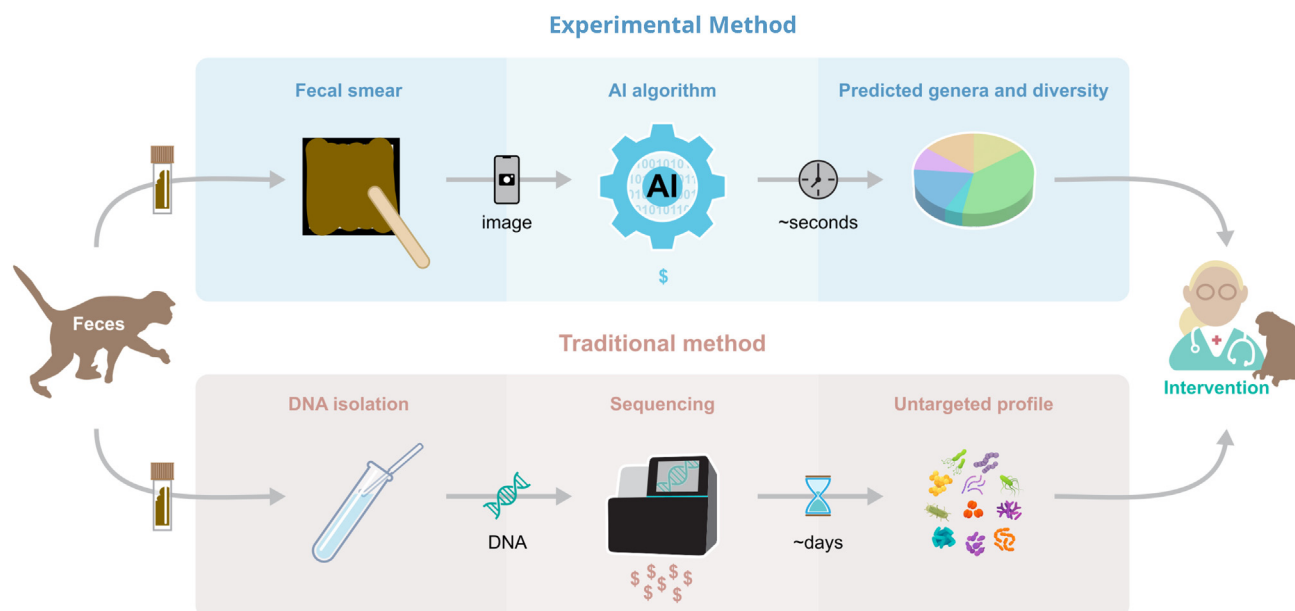 Experimental Method
Fecal smear
AI algorithm
Predicted genera and diversity
AI
image
~seconds
$
Feces
Traditional method
Intervention
DNA isolation
Sequencing
Untargeted profile
DNA
~days
$ $ $ $ $ $ $